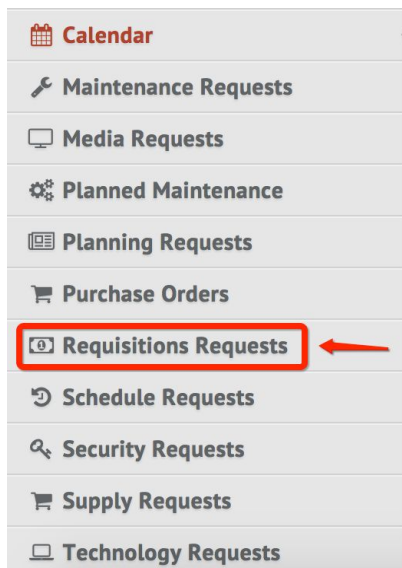 Calendar
Maintenance Requests
Media Requests
Planned Maintenance
Planning Requests
Purchase Orders
Requisitions Requests
Schedule Requests
Security Requests
Supply Requests
Technology Requests